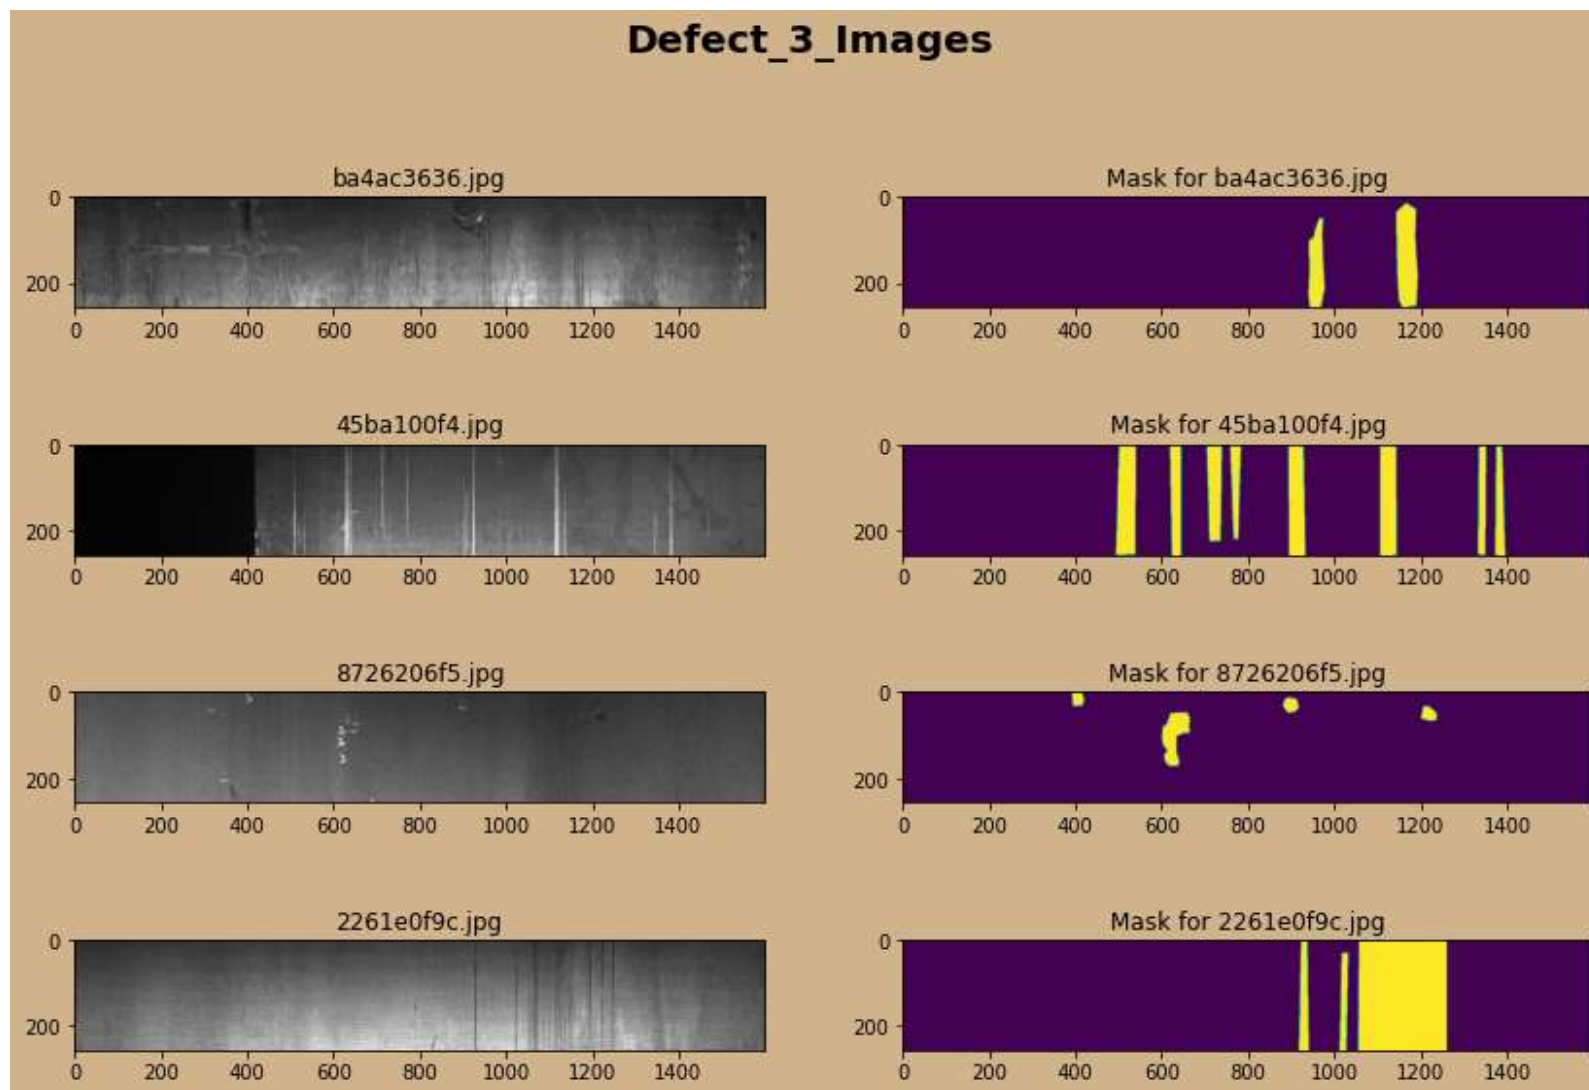 Defect_3_Images
ba4ac3636.jpg
Mask for ba4ac3636.jpg
0
200
0 200 400 600 800 1000 1200 1400
0
200
0 200 400 600 800 1000 1200 1400
45ba100f4.jpg
Mask for 45ba100f4.jpg
0
200
0 200 400 600 800 1000 1200 1400
0
200
0 200 400 600 800 1000 1200 1400
8726206f5.jpg
Mask for 8726206f5.jpg
0
200
0 200 400 600 800 1000 1200 1400
0
200
0 200 400 600 800 1000 1200 1400
2261e0f9c.jpg
Mask for 2261e0f9c.jpg
0
200
0 200 400 600 800 1000 1200 1400
0
200
0 200 400 600 800 1000 1200 1400